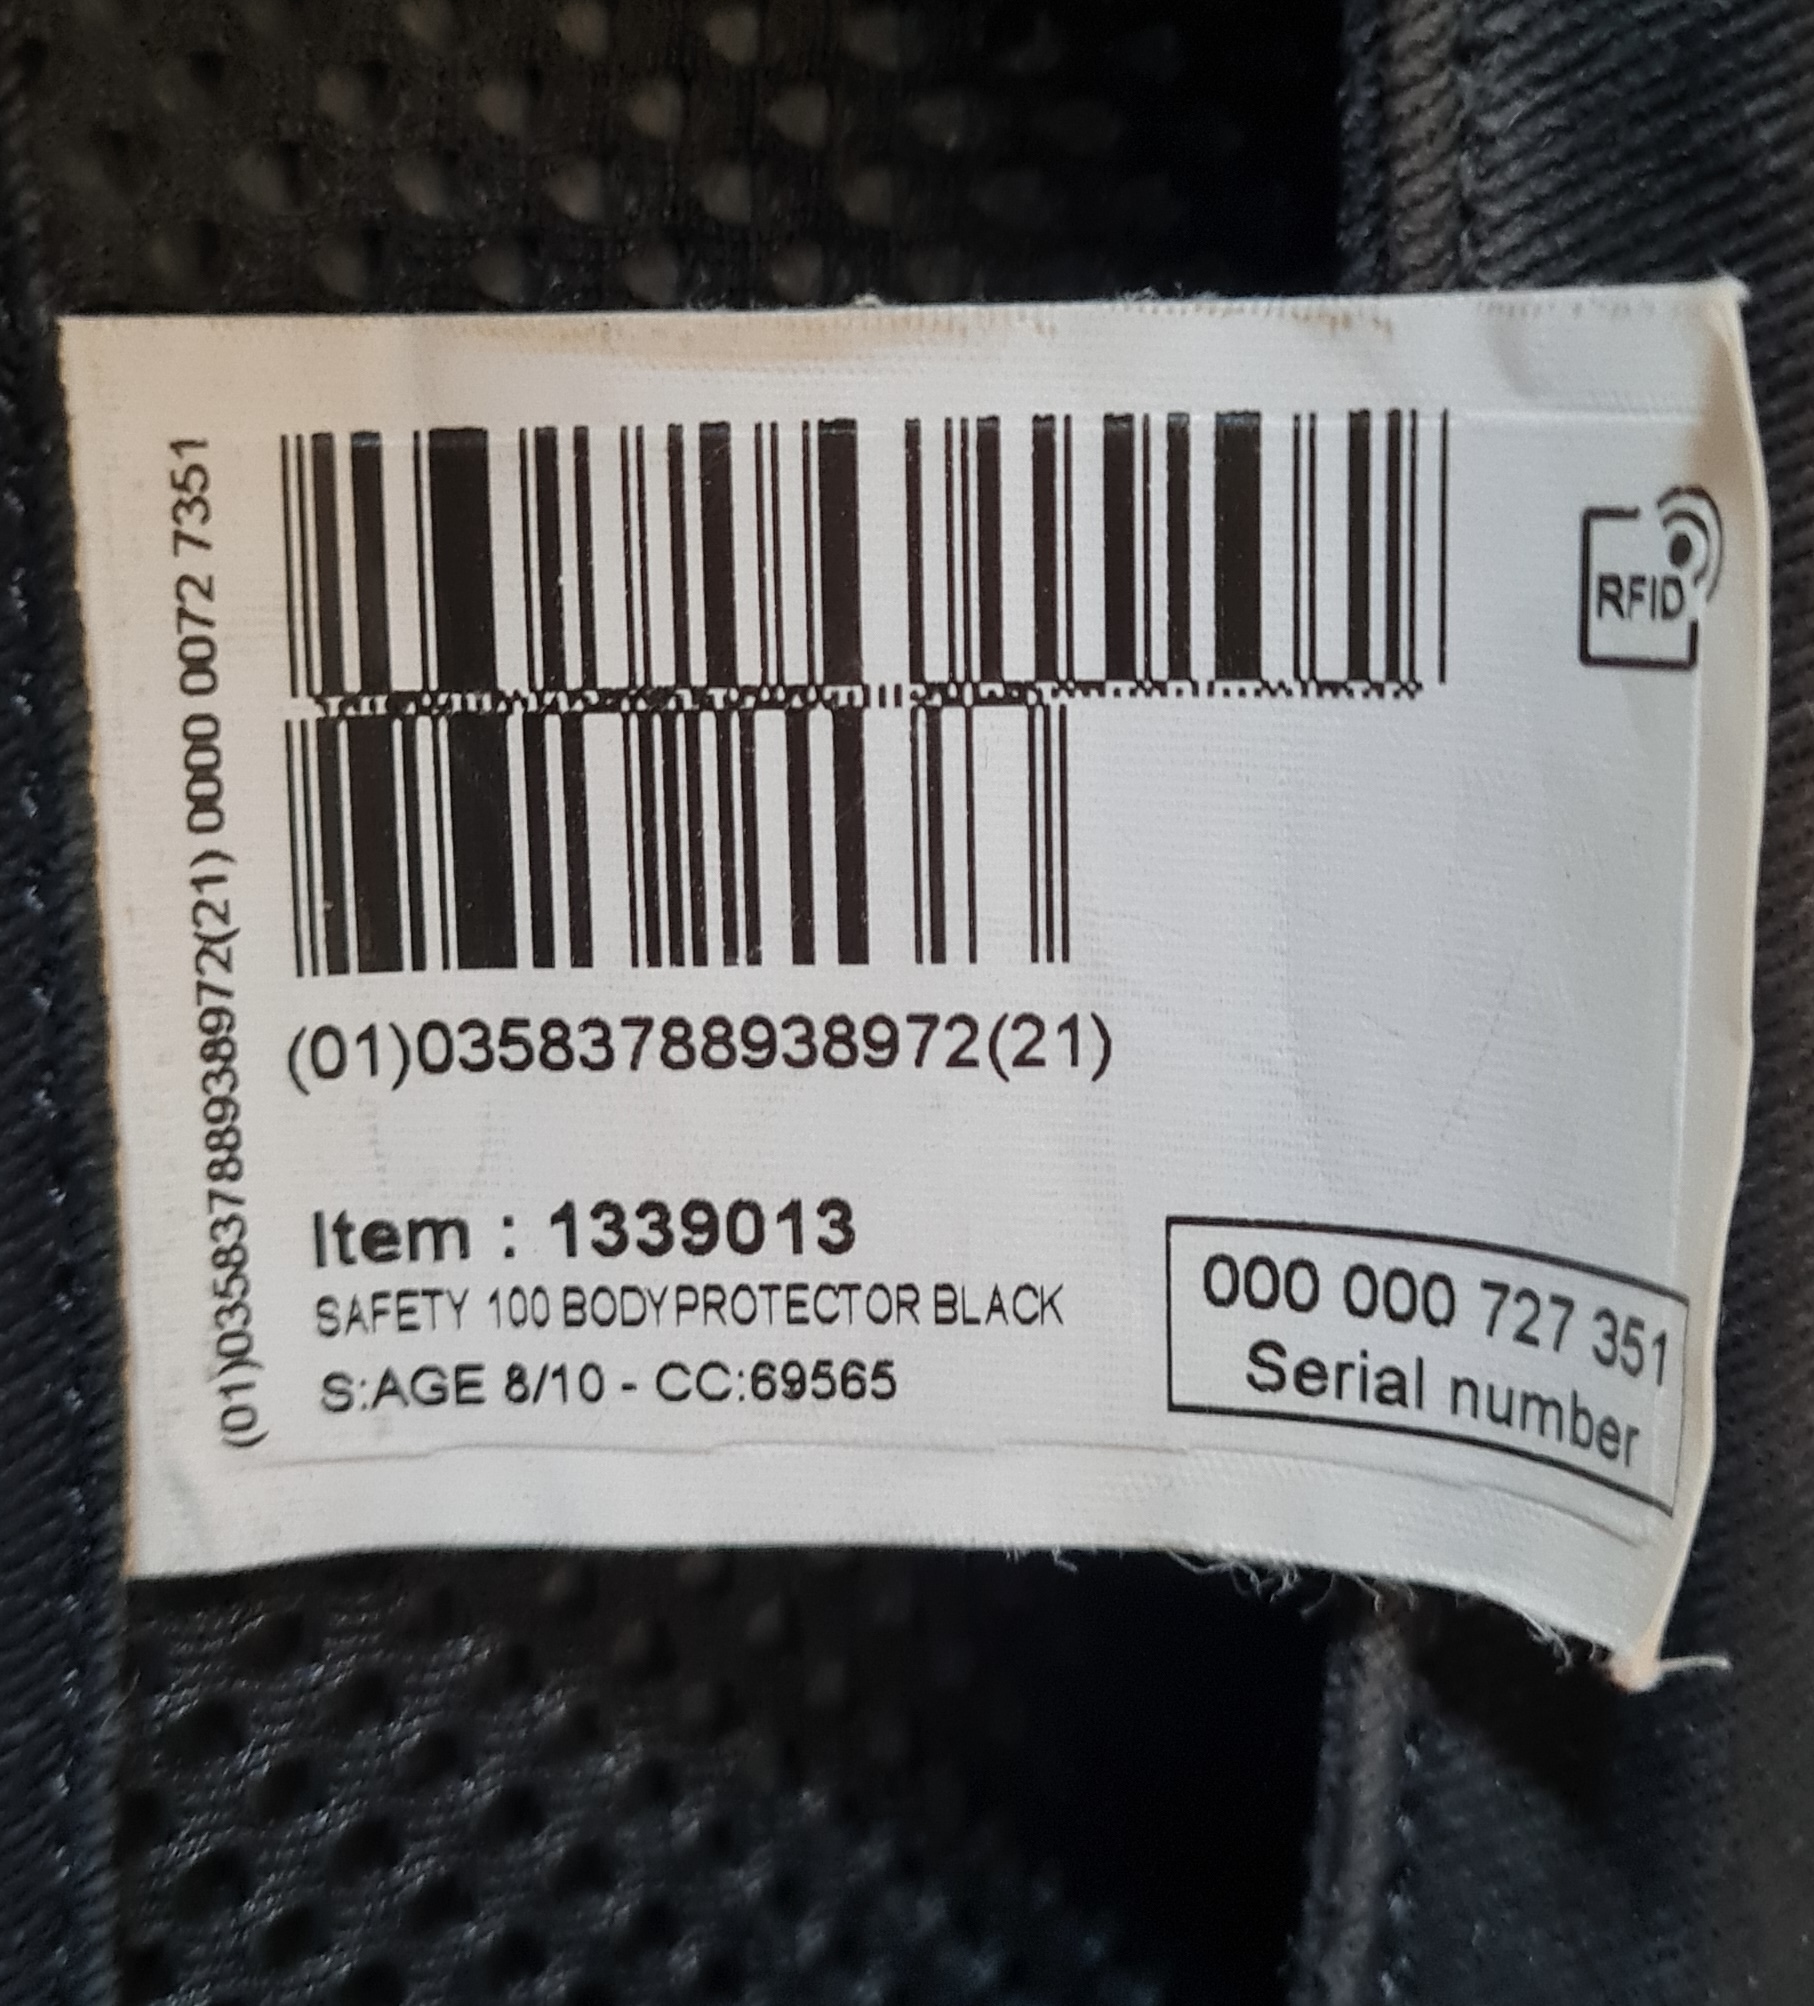 (01)03583788938972(21) 0000 0072 7351
RFID
(01)03583788938972(21)
Item : 1339013
SAFETY 100 BODYPROTECTOR BLACK
S:AGE 8/10 - CC:69565
000 000 727 351
Serial number